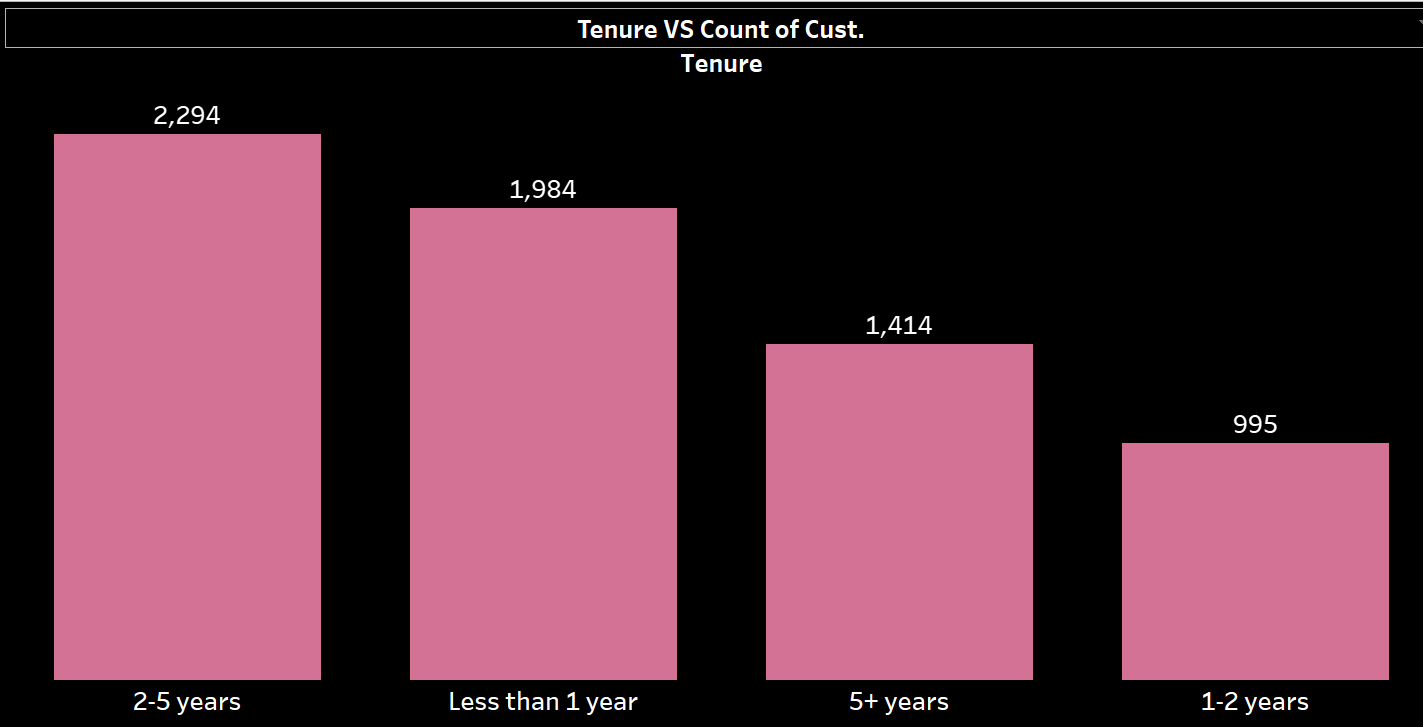 Tenure VS Count of Cust.
Tenure
2,294
1,984
1,414
995
2-5 years
Less than 1 year
5+ years
1-2 years